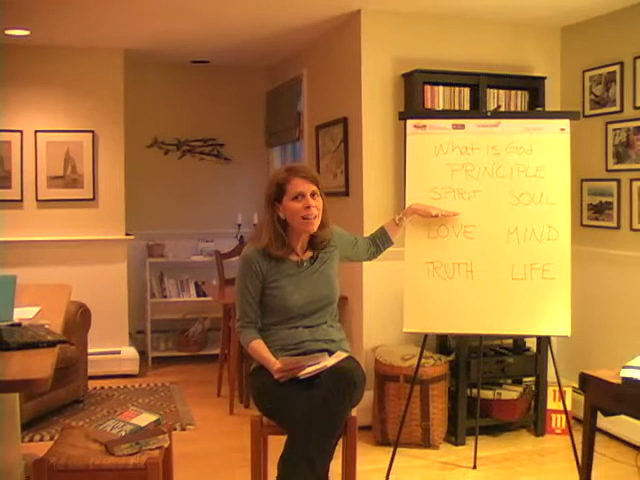 What is God
PRINCIPLE
SPIRIT SOUL
LOVE MIND
TRUTH LIFE